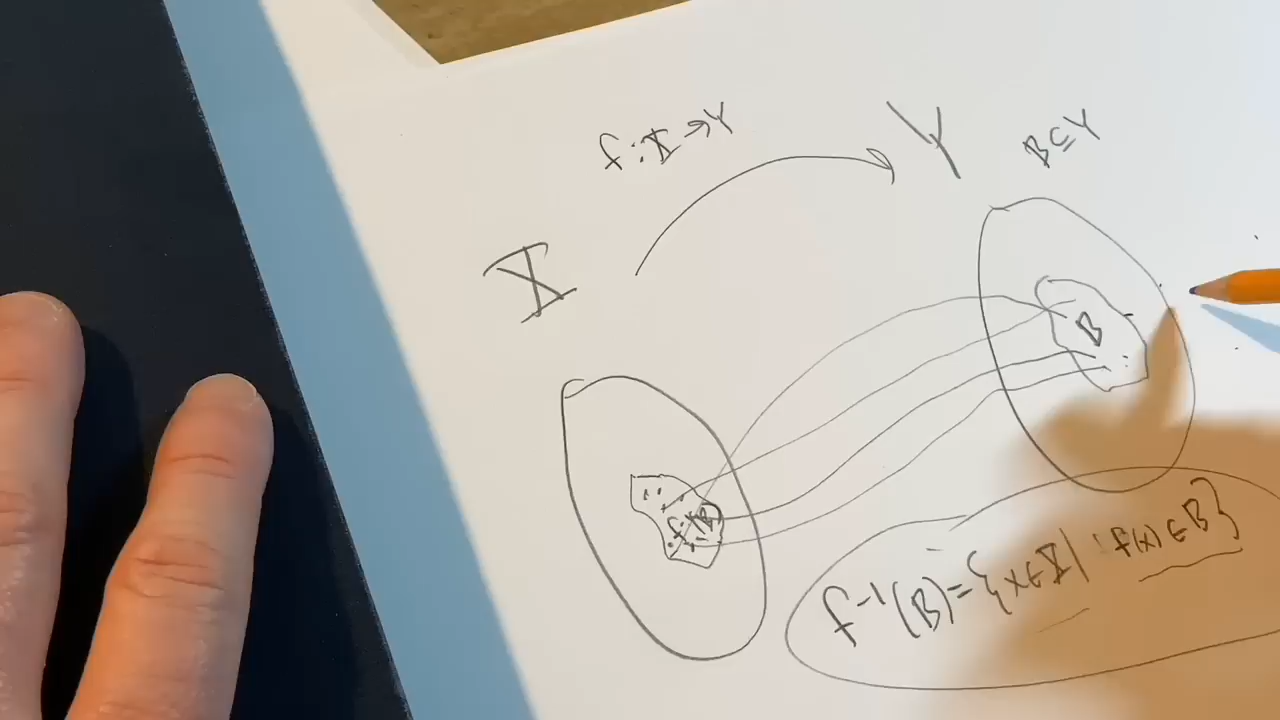 f: X → Y
Y
B ⊆ Y
X
B
f⁻¹(B)
f⁻¹(B) = {x ∈ X | f(x) ∈ B}